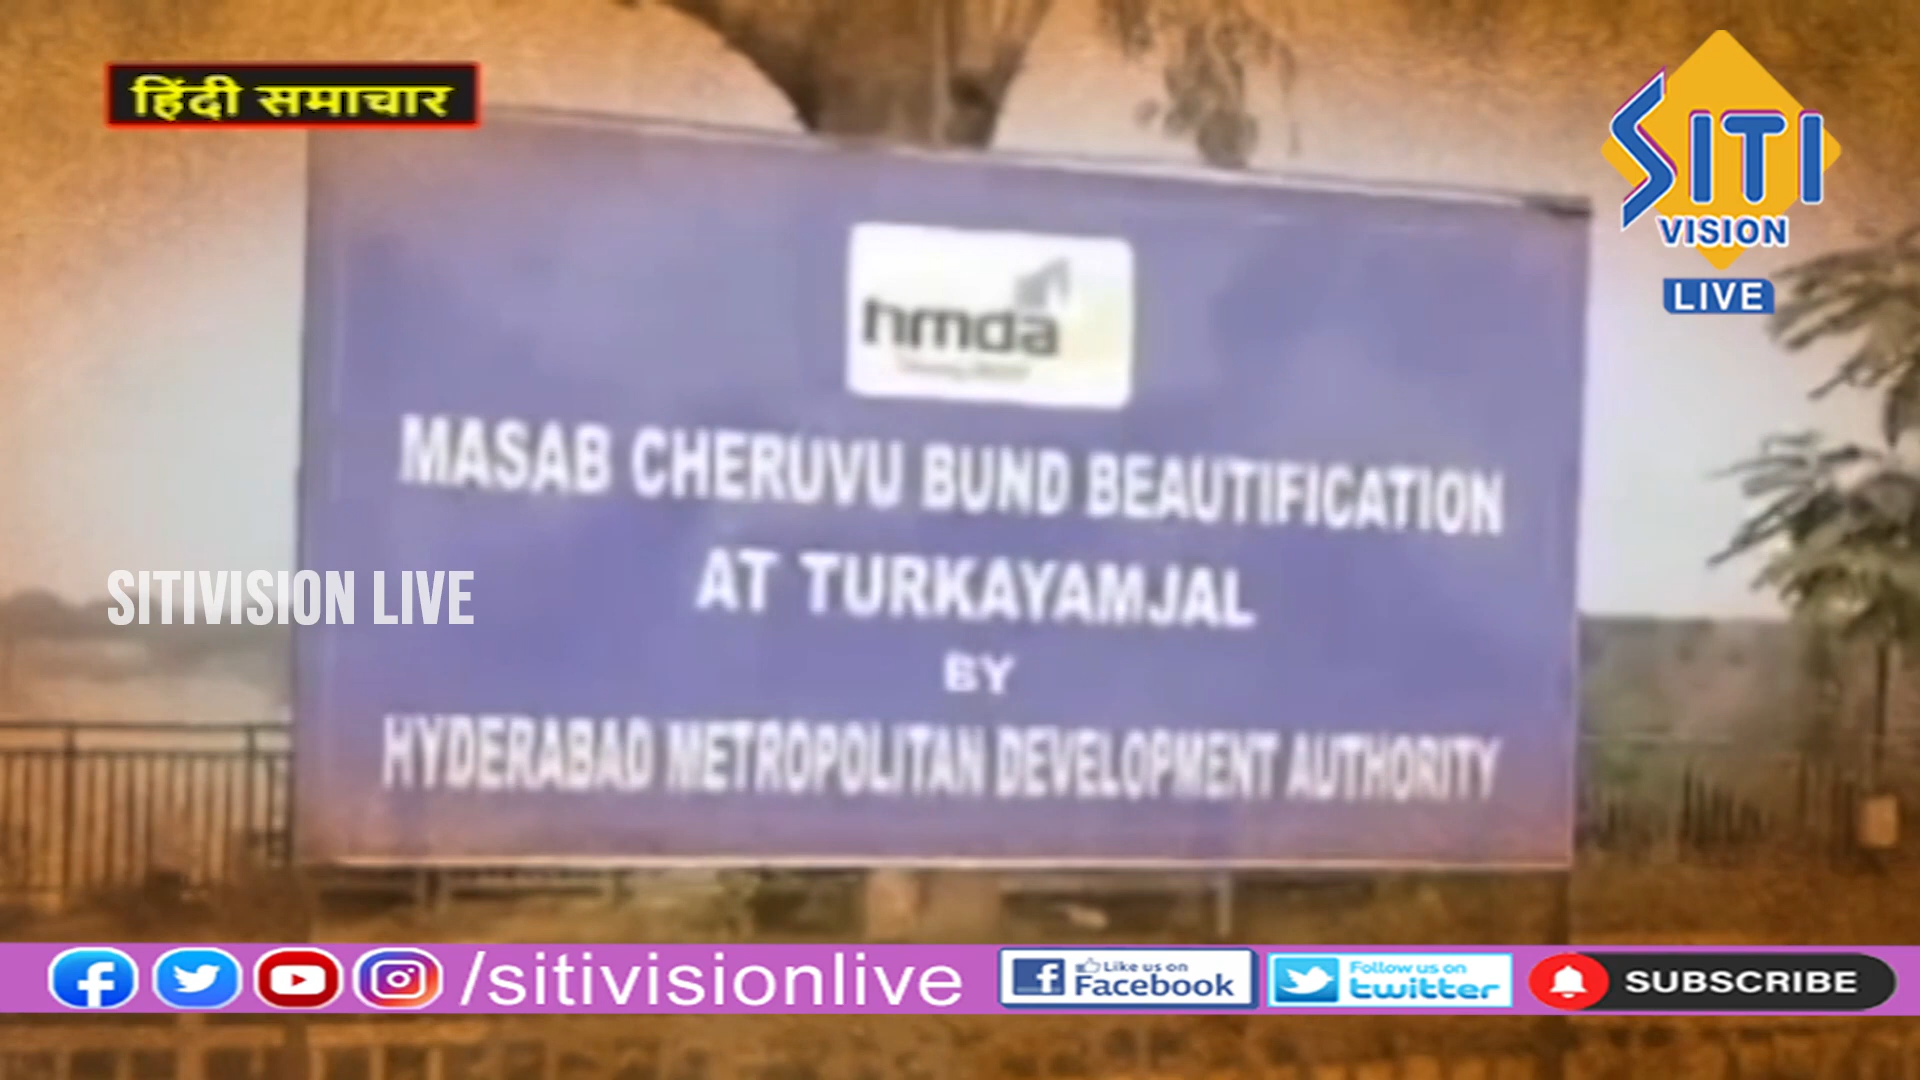 हिंदी समाचार
SITI
VISION
LIVE
hmda
MASAB CHERUVU BUND BEAUTIFICATION
AT TURKAYAMJAL
BY
HYDERABAD METROPOLITAN DEVELOPMENT AUTHORITY
SITIVISION LIVE
/sitivisionlive
Like us on
Facebook
Follow us on
twitter
SUBSCRIBE